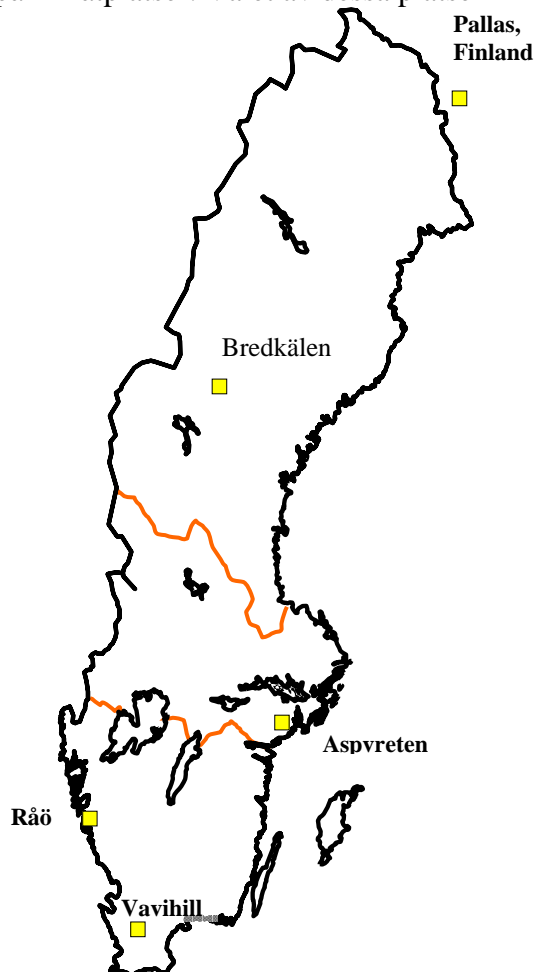 Pallas,
Finland
Bredkälen
Aspvreten
Råö
Vavihill